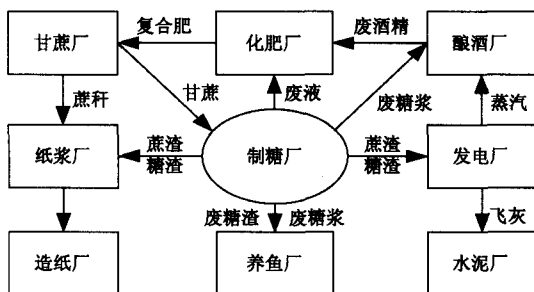 甘蔗厂
复合肥
化肥厂
废酒精
酿酒厂
蔗秆
甘蔗
废液
废糖浆
蒸汽
纸浆厂
蔗渣
糖渣
制糖厂
蔗渣
糖渣
发电厂
废糖渣
废糖浆
飞灰
造纸厂
养鱼厂
水泥厂